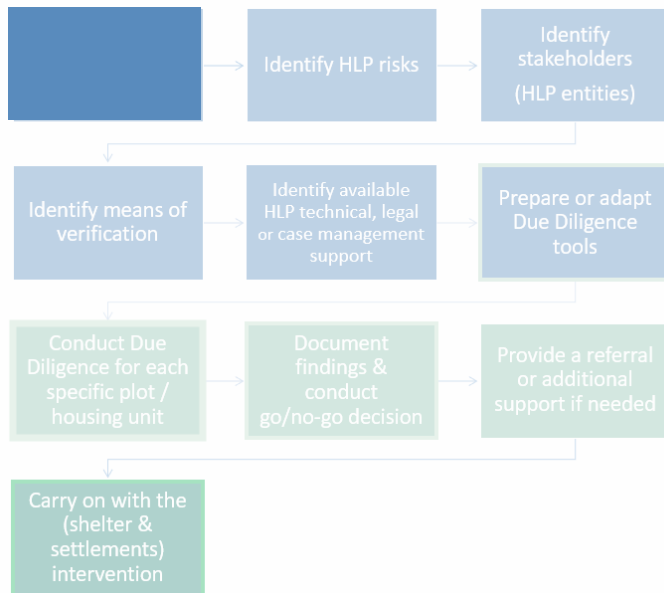 Identify HLP risks
Identify
stakeholders
(HLP entities)
Identify means of
verification
Identify available
HLP technical, legal
or case management
support
Prepare or adapt
Due Diligence
tools
Conduct Due
Diligence for each
specific plot /
housing unit
Document
findings &
conduct
go/no-go decision
Provide a referral
or additional
support if needed
Carry on with the
(shelter &
settlements)
intervention